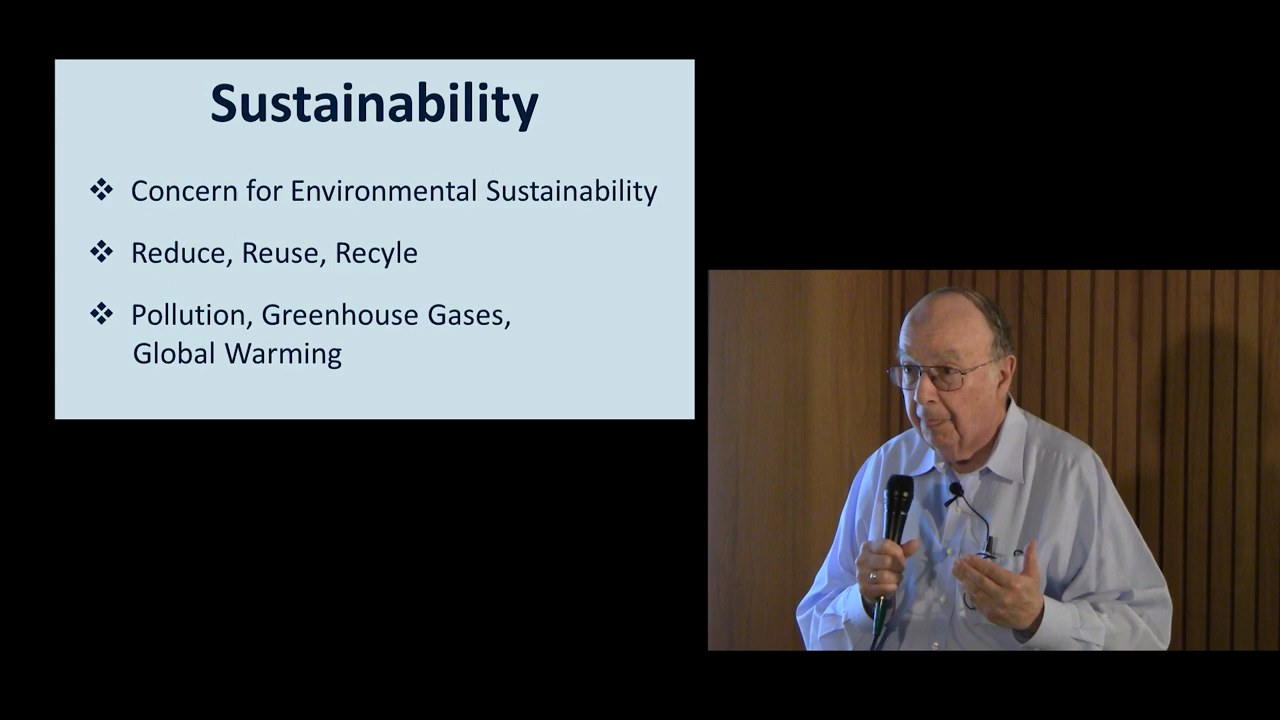 Sustainability
❖ Concern for Environmental Sustainability
❖ Reduce, Reuse, Recyle
❖ Pollution, Greenhouse Gases,
Global Warming